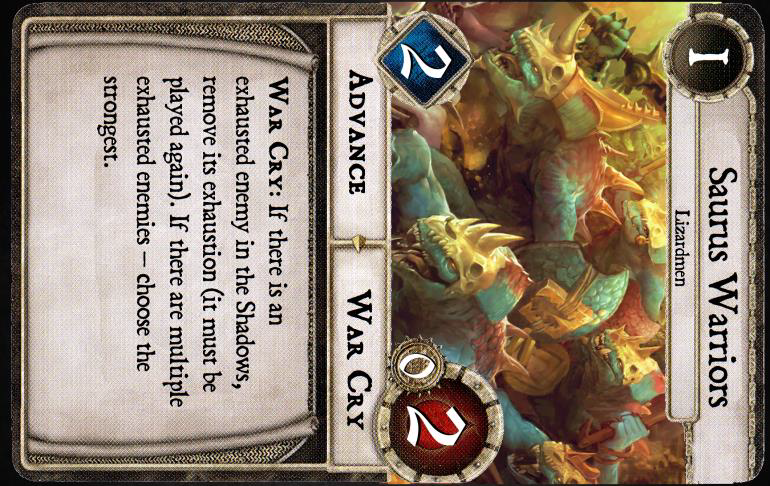 I
Saurus Warriors
Lizardmen
2
0
2
Advance
War Cry
War Cry: If there is an
exhausted enemy in the Shadows,
remove its exhaustion (it must be
played again). If there are multiple
exhausted enemies – choose the
strongest.